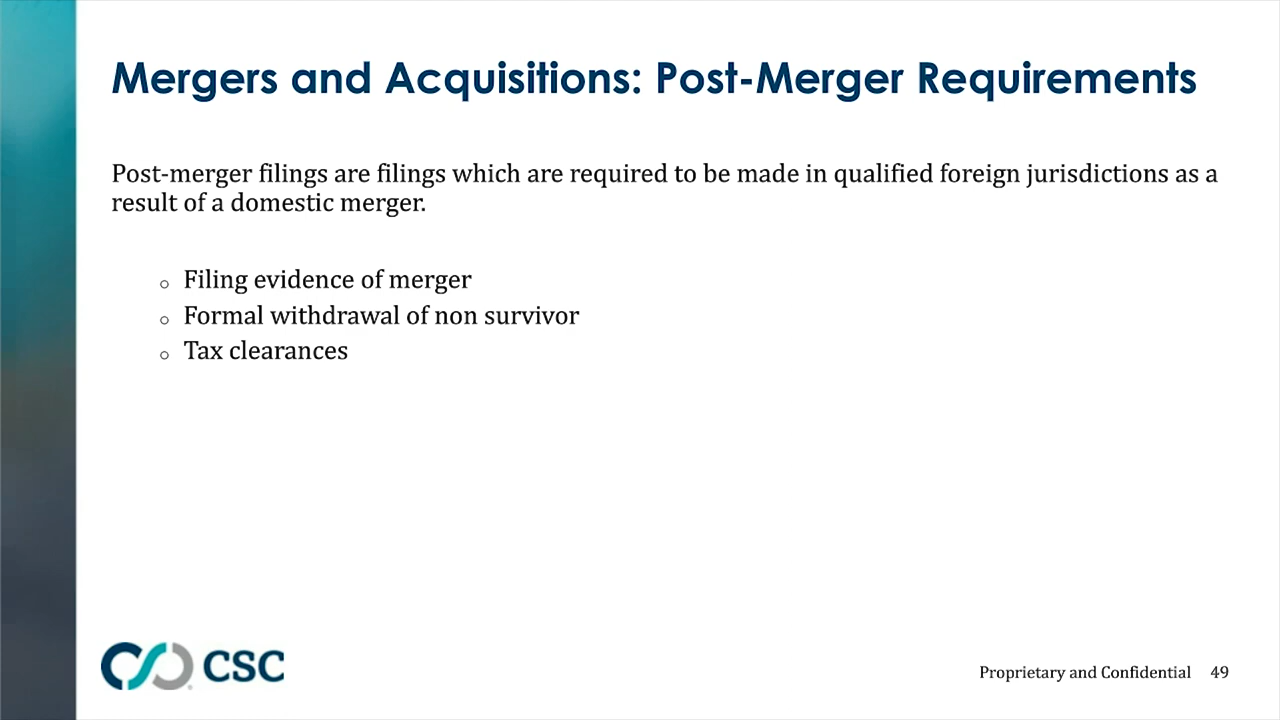 Mergers and Acquisitions: Post-Merger Requirements
Post-merger filings are filings which are required to be made in qualified foreign jurisdictions as a
result of a domestic merger.
○ Filing evidence of merger
○ Formal withdrawal of non survivor
○ Tax clearances
CSC
Proprietary and Confidential 49